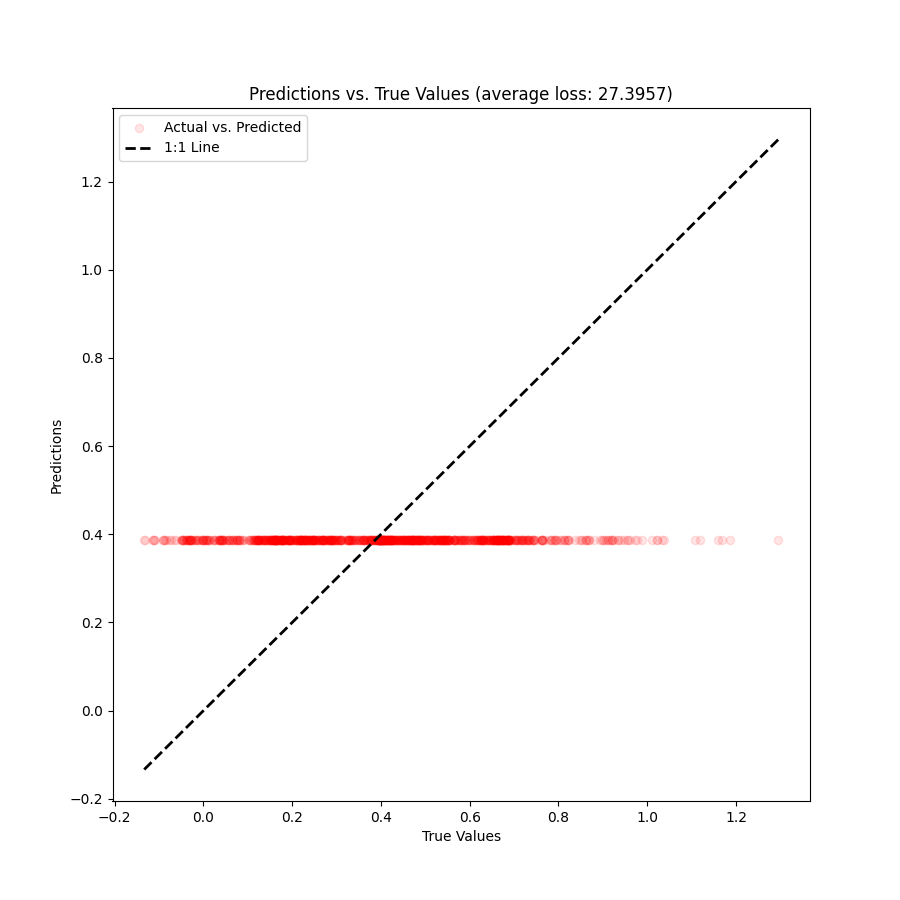 Predictions vs. True Values (average loss: 27.3957)
Actual vs. Predicted
1:1 Line
1.2
1.0
0.8
0.6
0.4
0.2
0.0
−0.2
Predictions
−0.2 0.0 0.2 0.4 0.6 0.8 1.0 1.2
True Values